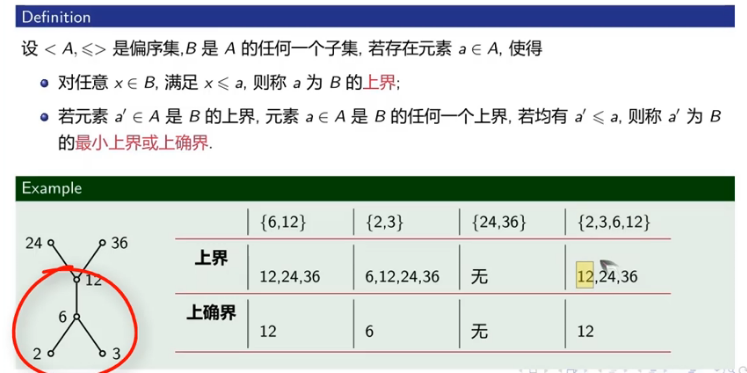 Definition
设 < A, ⩽> 是偏序集,B 是 A 的任何一个子集, 若存在元素 a ∈ A, 使得
对任意 x ∈ B, 满足 x ⩽ a, 则称 a 为 B 的上界;
若元素 a′ ∈ A 是 B 的上界, 元素 a ∈ A 是 B 的任何一个上界, 若均有 a′ ⩽ a, 则称 a′ 为 B
的最小上界或上确界.
Example
{6,12} {2,3} {24,36} {2,3,6,12}
24 36
上界 12,24,36 6,12,24,36 无 12,24,36
12
6
上确界 12 6 无 12
2 3